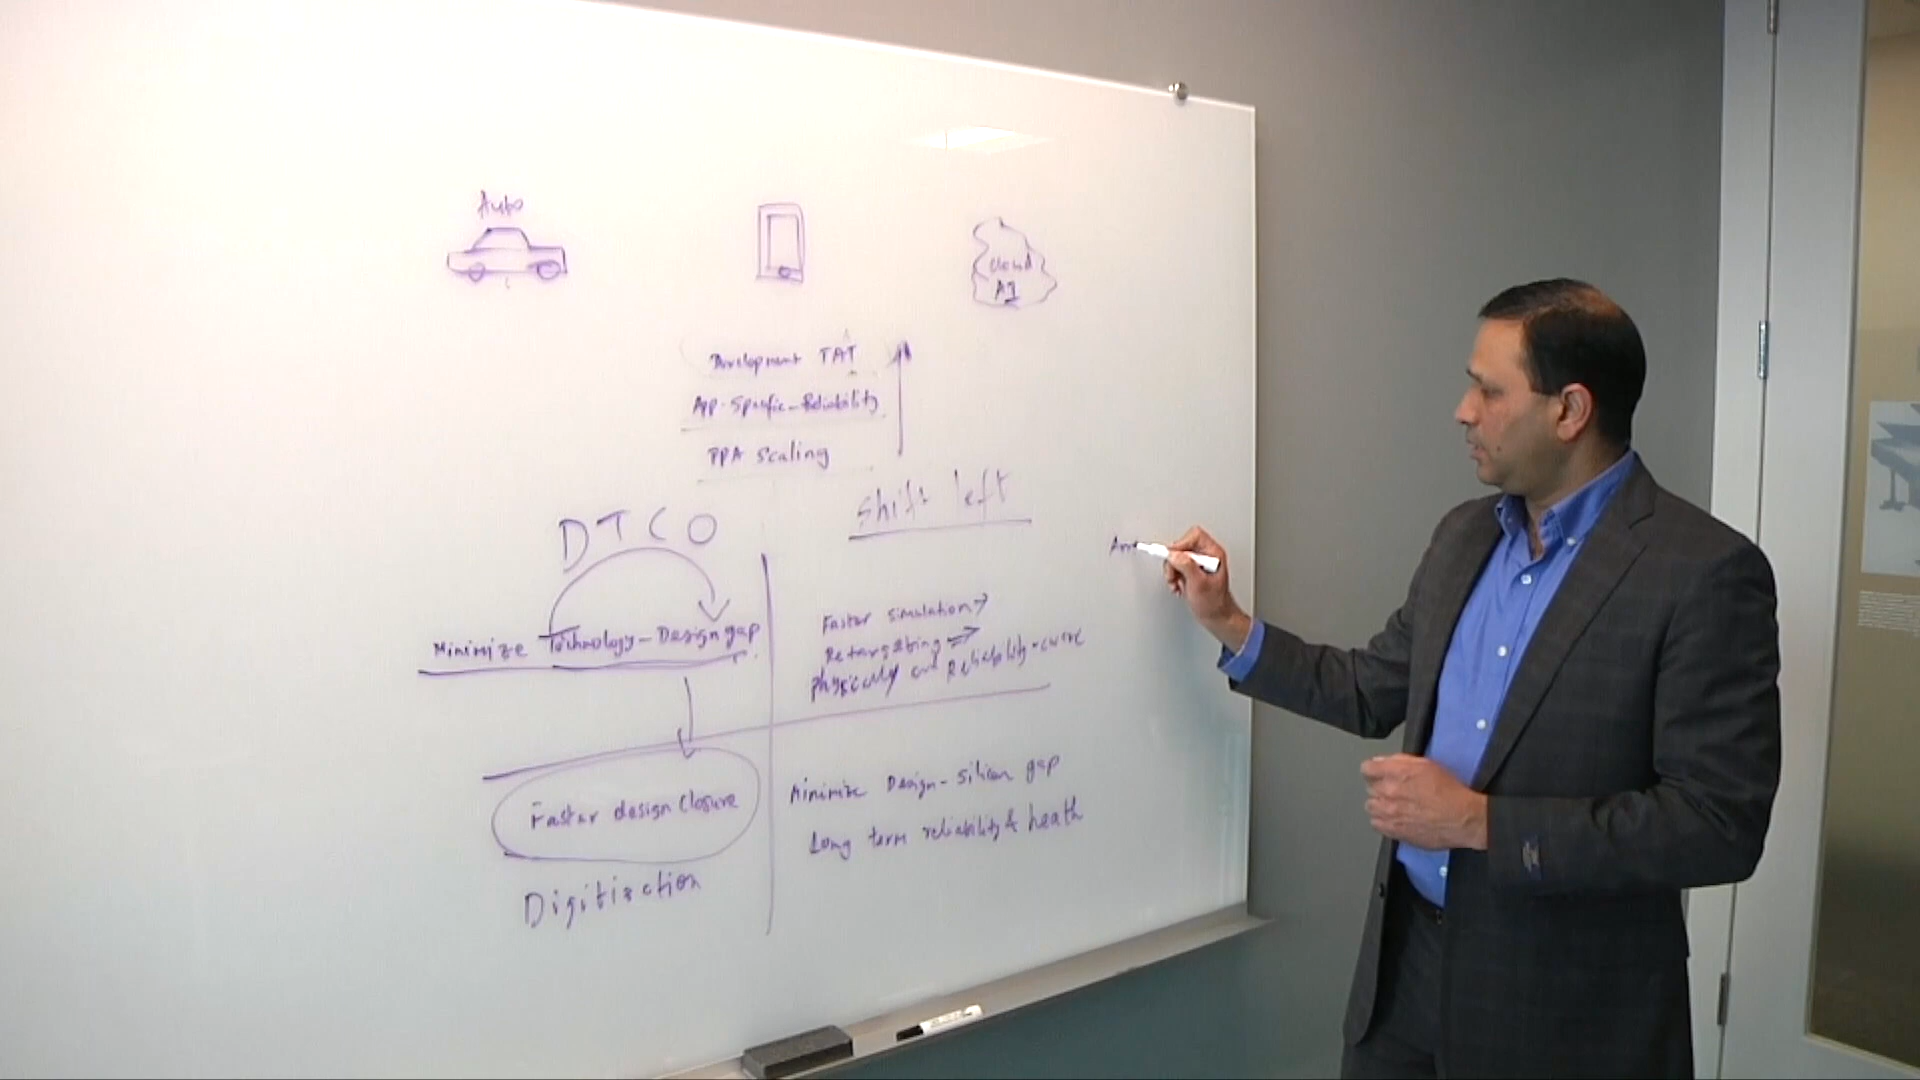 Auto
Cloud
AI
Development TAT
App-Specific-Reliability
PPA Scaling
Shift left
DTCO
Minimize Technology-Design gap
Faster simulation →
Retargeting ⇒
physically and Reliability-aware
Faster design closure
Minimize Design-Silicon gap
Long term reliability & heath
Digitization